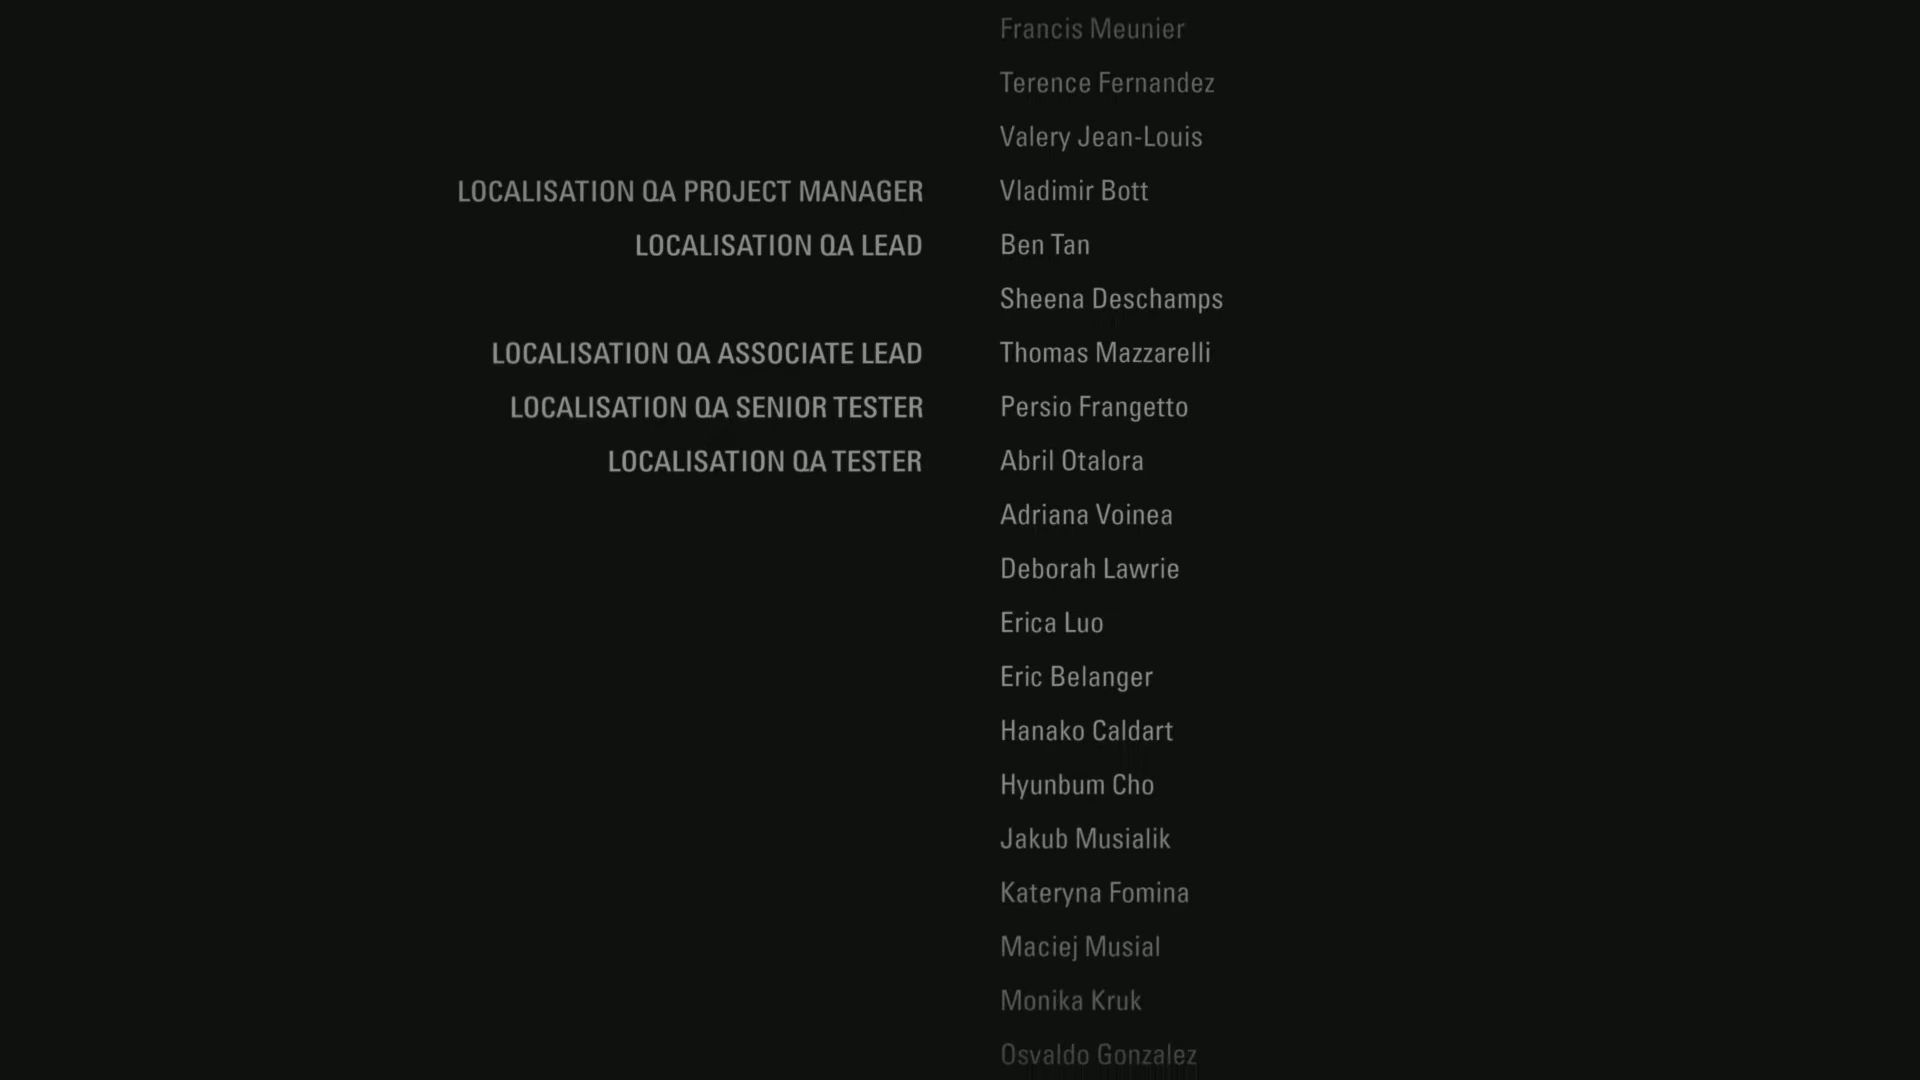 Francis Meunier
Terence Fernandez
Valery Jean-Louis
LOCALISATION QA PROJECT MANAGER Vladimir Bott
LOCALISATION QA LEAD Ben Tan
Sheena Deschamps
LOCALISATION QA ASSOCIATE LEAD Thomas Mazzarelli
LOCALISATION QA SENIOR TESTER Persio Frangetto
LOCALISATION QA TESTER Abril Otalora
Adriana Voinea
Deborah Lawrie
Erica Luo
Eric Belanger
Hanako Caldart
Hyunbum Cho
Jakub Musialik
Kateryna Fomina
Maciej Musial
Monika Kruk
Osvaldo Gonzalez